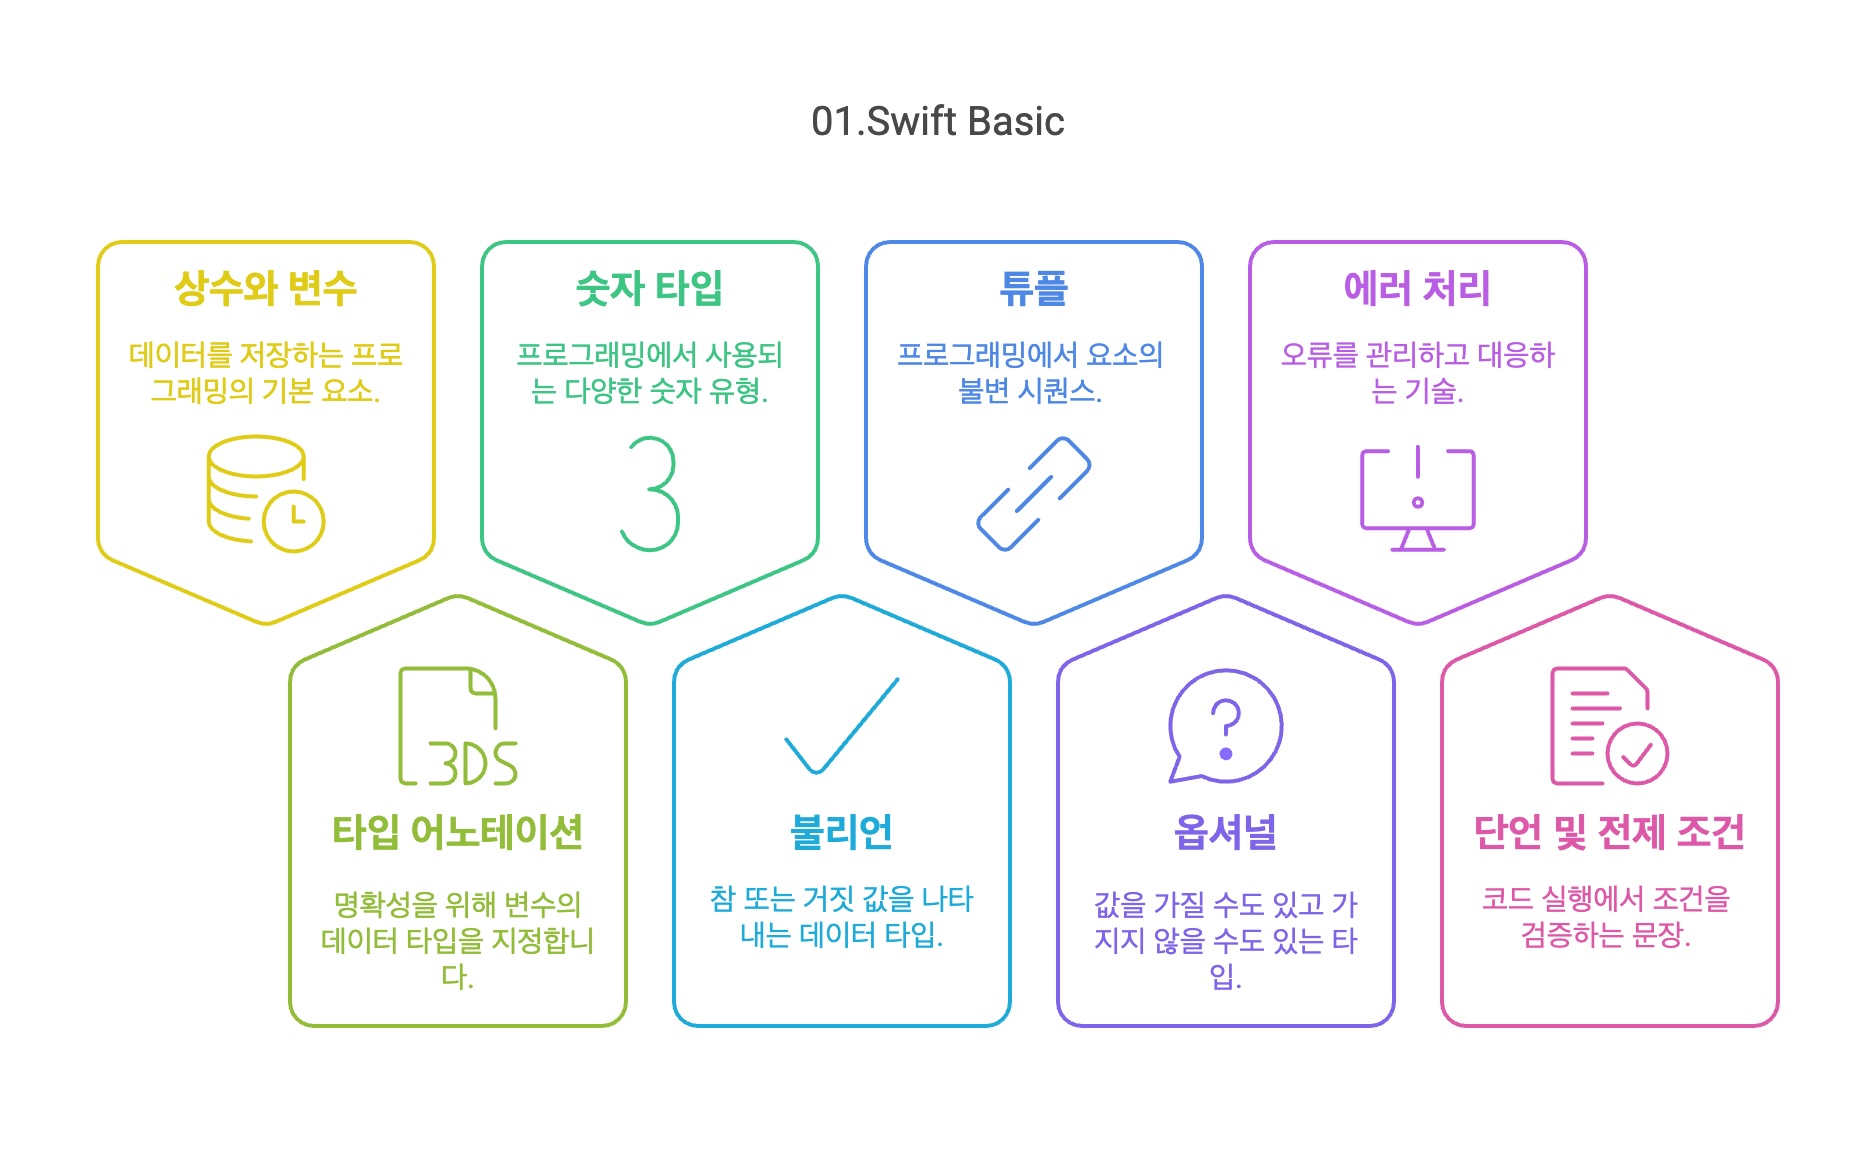 01.Swift Basic
상수와 변수
데이터를 저장하는 프로
그래밍의 기본 요소.
숫자 타입
프로그래밍에서 사용되
는 다양한 숫자 유형.
3
튜플
프로그래밍에서 요소의
불변 시퀀스.
에러 처리
오류를 관리하고 대응하
는 기술.
3DS
타입 어노테이션
명확성을 위해 변수의
데이터 타입을 지정합니
다.
불리언
참 또는 거짓 값을 나타
내는 데이터 타입.
?
옵셔널
값을 가질 수도 있고 가
지지 않을 수도 있는 타
입.
단언 및 전제 조건
코드 실행에서 조건을
검증하는 문장.